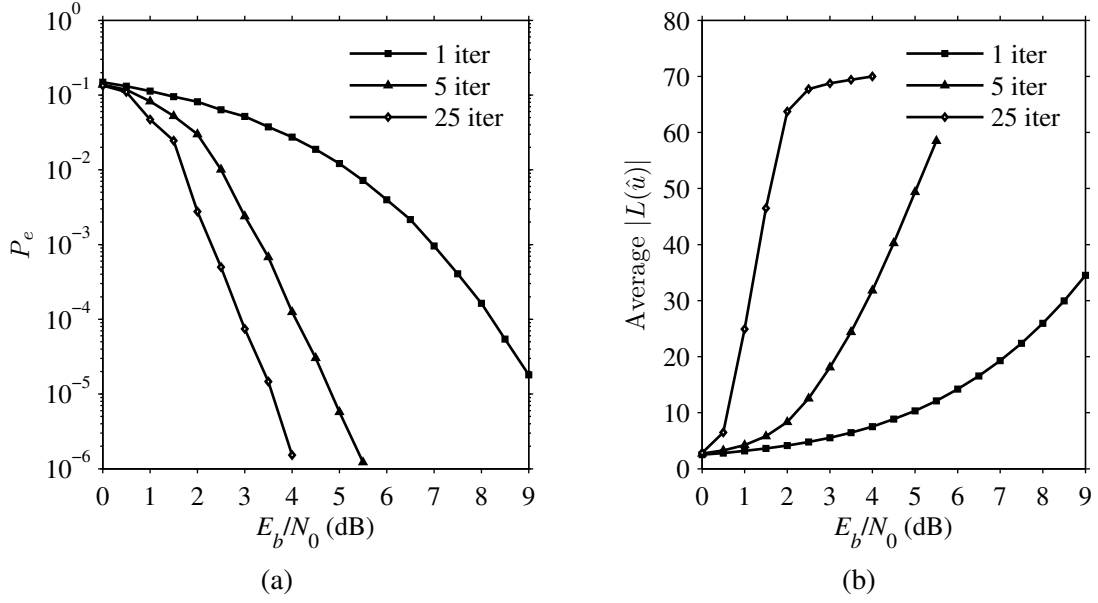 10^0
10^-1
10^-2
10^-3
10^-4
10^-5
10^-6
P_e
1 iter
5 iter
25 iter
0 1 2 3 4 5 6 7 8 9
E_b/N_0 (dB)
(a)
80
70
60
50
40
30
20
10
0
Average |L(û)|
1 iter
5 iter
25 iter
0 1 2 3 4 5 6 7 8 9
E_b/N_0 (dB)
(b)